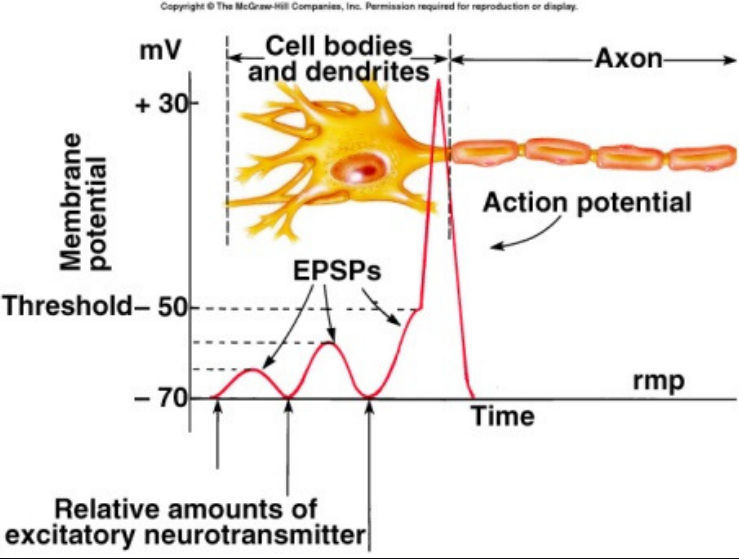 Copyright © The McGraw-Hill Companies, Inc. Permission required for reproduction or display.
mV
Cell bodies
and dendrites
Axon
+ 30
Membrane
potential
Action potential
EPSPs
Threshold – 50
rmp
– 70
Time
Relative amounts of
excitatory neurotransmitter